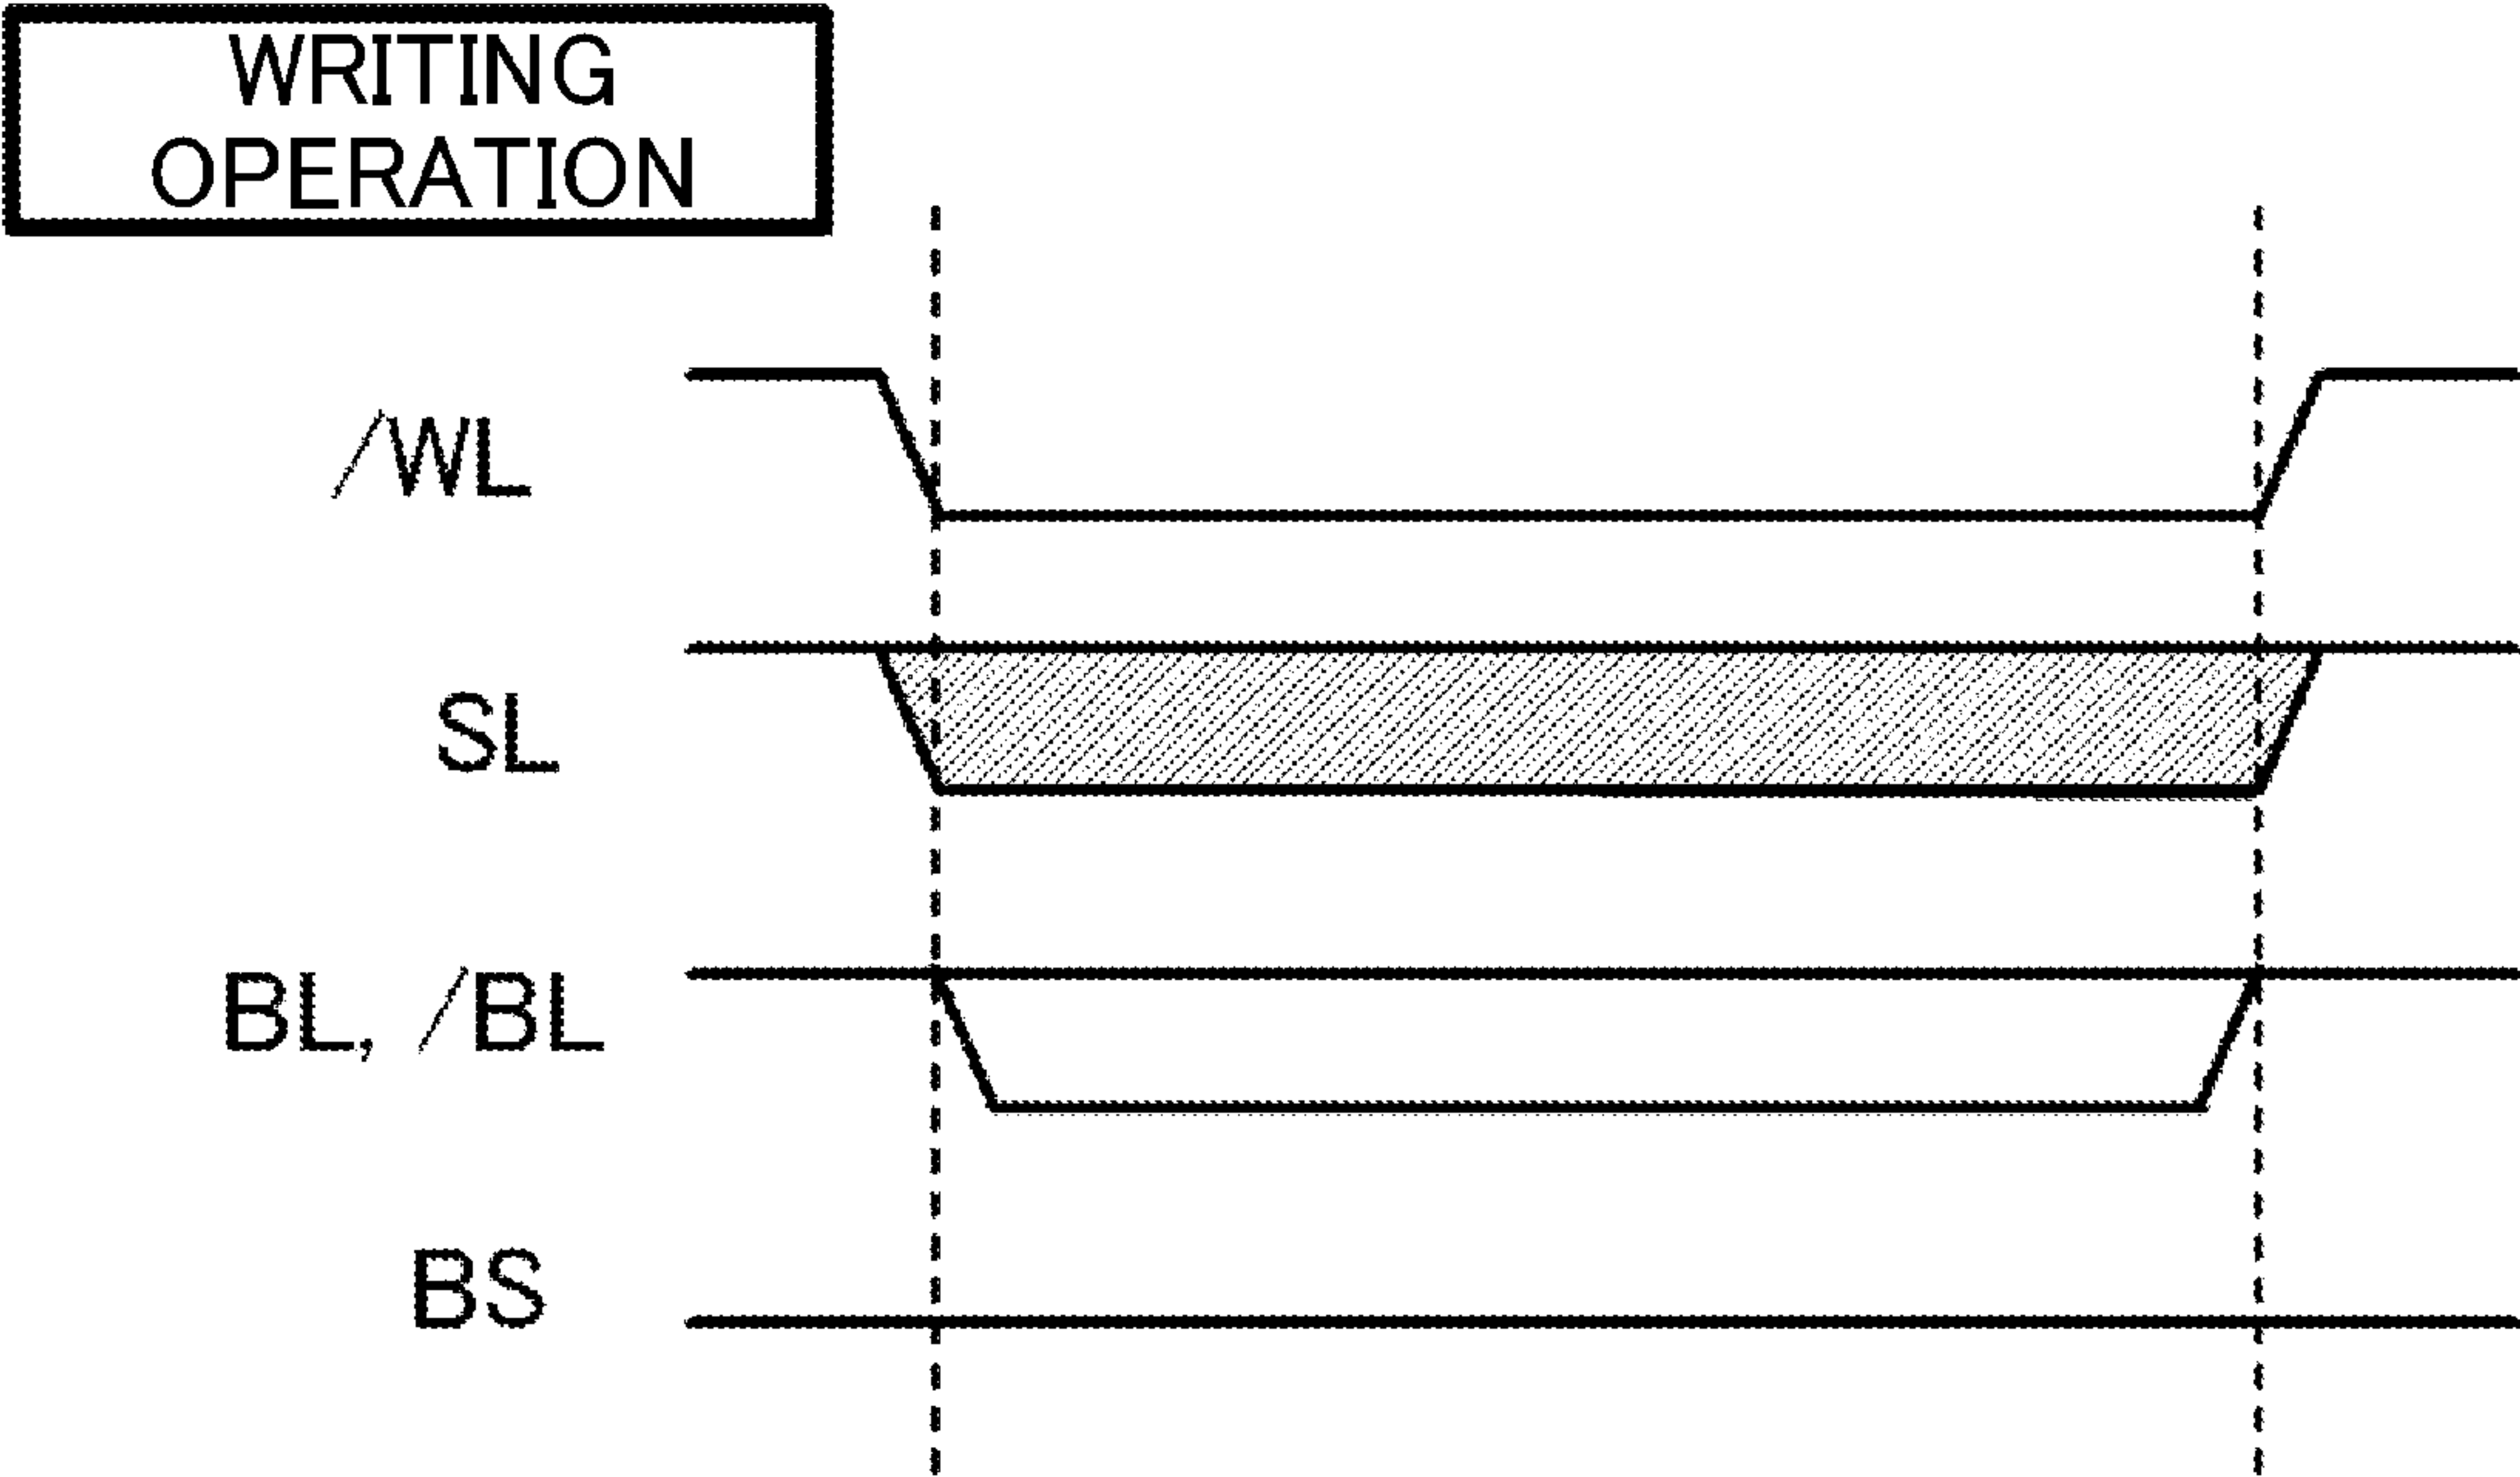 WRITING
OPERATION
/WL
SL
BL, /BL
BS